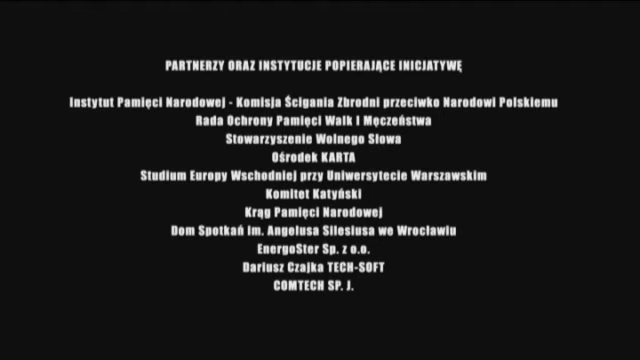 PARTNERZY ORAZ INSTYTUCJE POPIERAJĄCE INICJATYWĘ
Instytut Pamięci Narodowej - Komisja Ścigania Zbrodni przeciwko Narodowi Polskiemu
Rada Ochrony Pamięci Walk i Męczeństwa
Stowarzyszenie Wolnego Słowa
Ośrodek KARTA
Studium Europy Wschodniej przy Uniwersytecie Warszawskim
Komitet Katyński
Krąg Pamięci Narodowej
Dom Spotkań im. Angelusa Silesiusa we Wrocławiu
EnergoSter Sp. z o.o.
Dariusz Czajka TECH-SOFT
COMTECH SP. J.